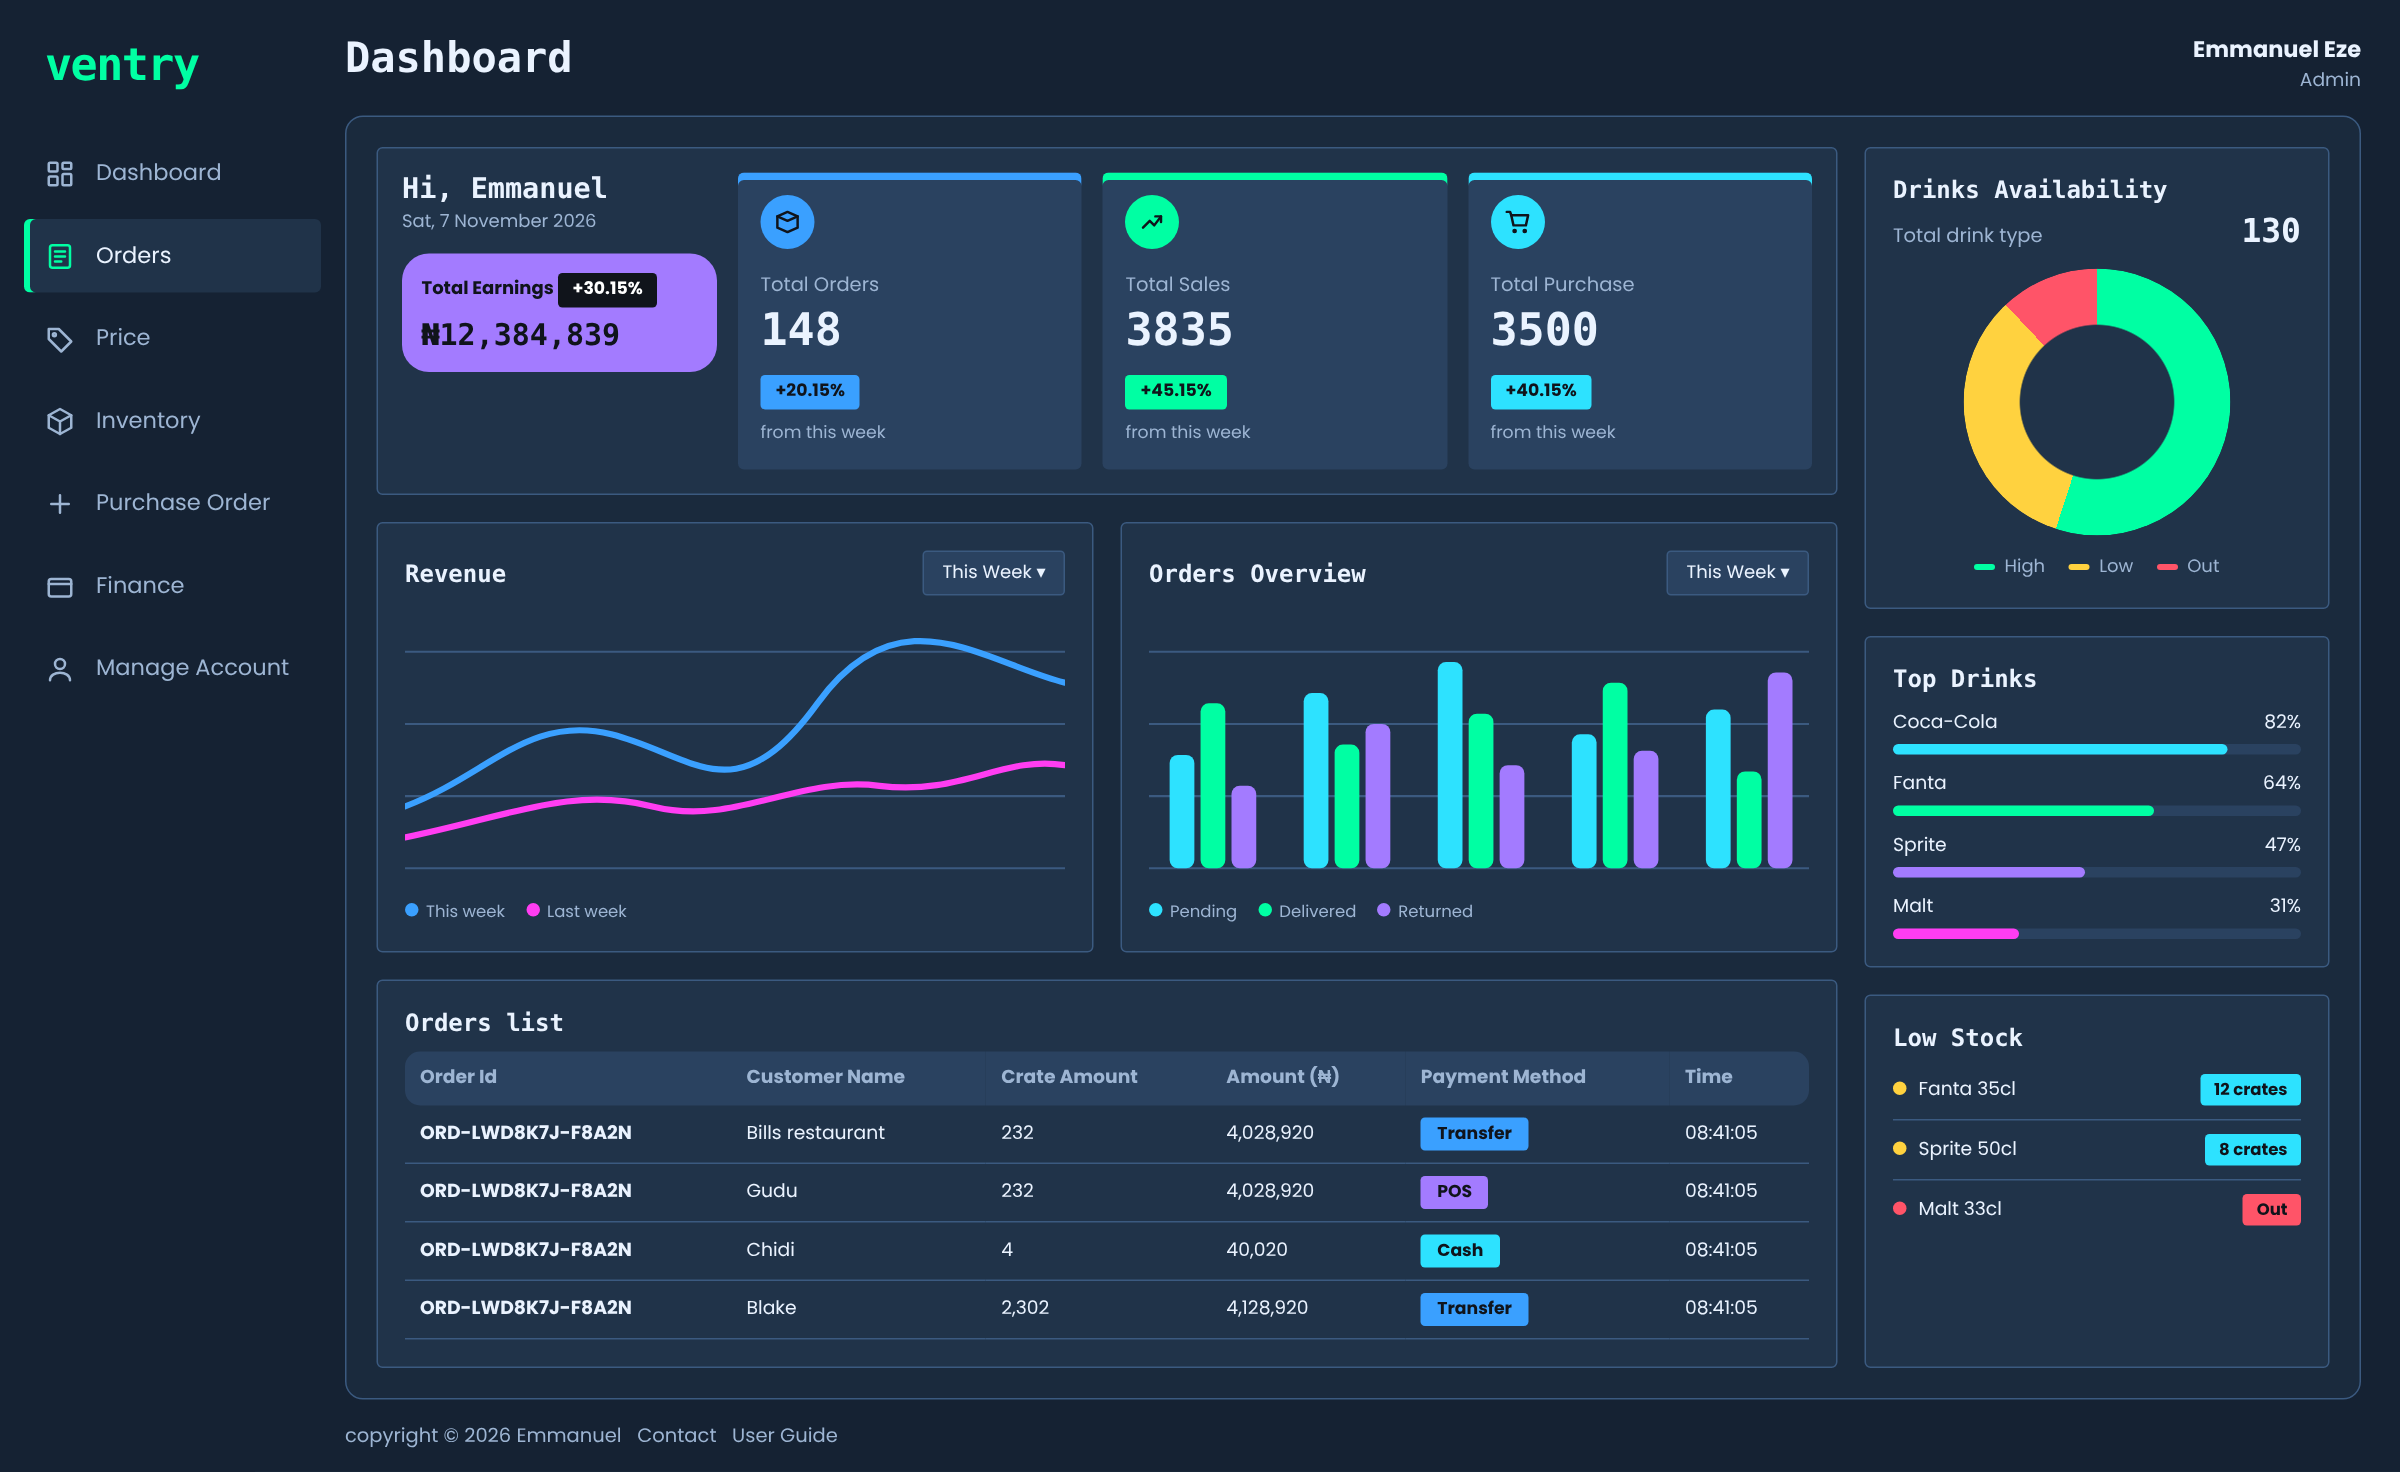 ventry
Dashboard
Orders
Price
Inventory
Purchase Order
Finance
Manage Account
Dashboard
Emmanuel Eze
Admin
Hi, Emmanuel
Sat, 7 November 2026
Total Earnings +30.15%
₦12,384,839
Total Orders
148
+20.15%
from this week
Total Sales
3835
+45.15%
from this week
Total Purchase
3500
+40.15%
from this week
Revenue
This Week ▾
This week Last week
Orders Overview
This Week ▾
Pending Delivered Returned
Orders list
Order Id Customer Name Crate Amount Amount (₦) Payment Method Time
ORD-LWD8K7J-F8A2N Bills restaurant 232 4,028,920 Transfer 08:41:05
ORD-LWD8K7J-F8A2N Gudu 232 4,028,920 POS 08:41:05
ORD-LWD8K7J-F8A2N Chidi 4 40,020 Cash 08:41:05
ORD-LWD8K7J-F8A2N Blake 2,302 4,128,920 Transfer 08:41:05
Drinks Availability
Total drink type 130
High Low Out
Top Drinks
Coca-Cola 82%
Fanta 64%
Sprite 47%
Malt 31%
Low Stock
Fanta 35cl 12 crates
Sprite 50cl 8 crates
Malt 33cl Out
copyright © 2026 Emmanuel Contact User Guide